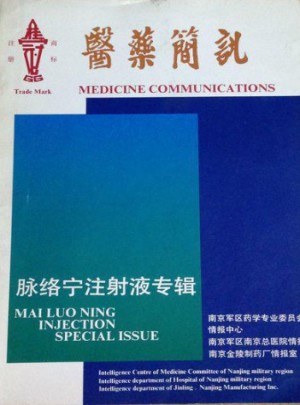 註 商
冊 标
Trade Mark
醫藥簡訊
MEDICINE COMMUNICATIONS
脉络宁注射液专辑
MAI LUO NING
INJECTION
SPECIAL ISSUE
南京军区药学专业委员会
情报中心
南京军区南京总医院情报
南京金陵制药厂情报室
Intelligence Centre of Medicine Committee of Nanjing military region
Intelligence department of Hospital of Nanjing military region
Intelligence department of Jinling . Nanjing Manufacturing Inc.